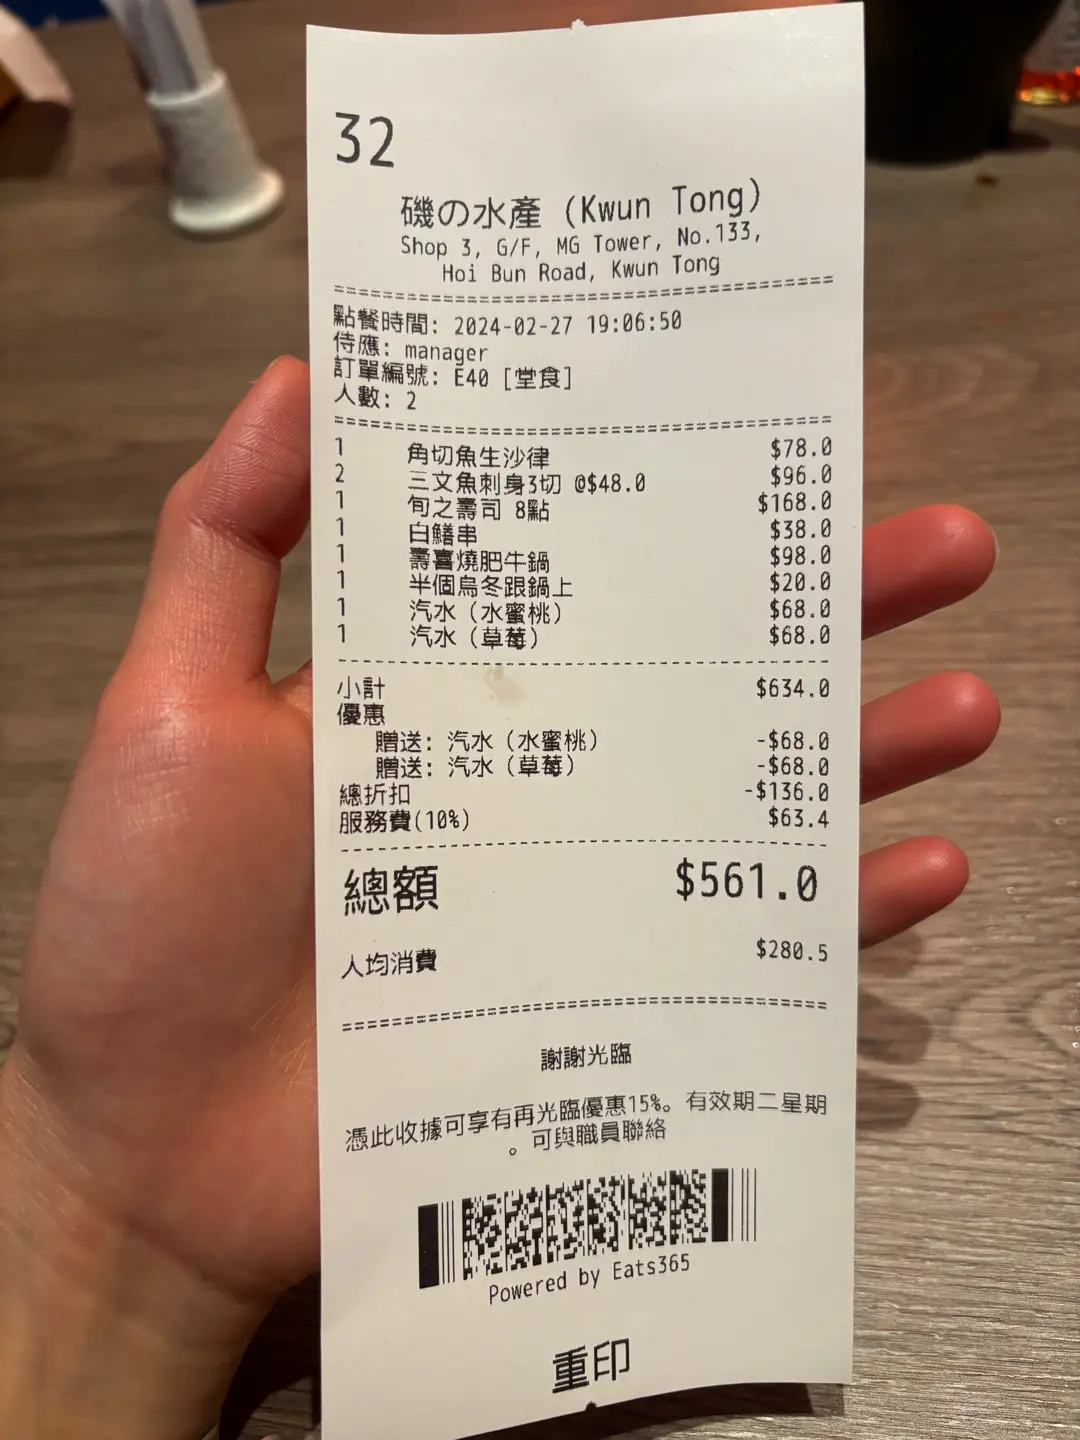 32
磯の水產 (Kwun Tong)
Shop 3, G/F, MG Tower, No.133,
Hoi Bun Road, Kwun Tong
點餐時間: 2024-02-27 19:06:50
侍應: manager
訂單編號: E40 [堂食]
人數: 2
1 角切魚生沙律 $78.0
2 三文魚刺身3切 @$48.0 $96.0
1 旬之壽司 8點 $168.0
1 白鱔串 $38.0
1 壽喜燒肥牛鍋 $98.0
1 半個烏冬跟鍋上 $20.0
1 汽水（水蜜桃） $68.0
1 汽水（草莓） $68.0
小計 $634.0
優惠
贈送: 汽水（水蜜桃） -$68.0
贈送: 汽水（草莓） -$68.0
總折扣 -$136.0
服務費(10%) $63.4
總額 $561.0
人均消費 $280.5
謝謝光臨
憑此收據可享有再光臨優惠15%。有效期二星期
。可與職員聯絡
Powered by Eats365
重印